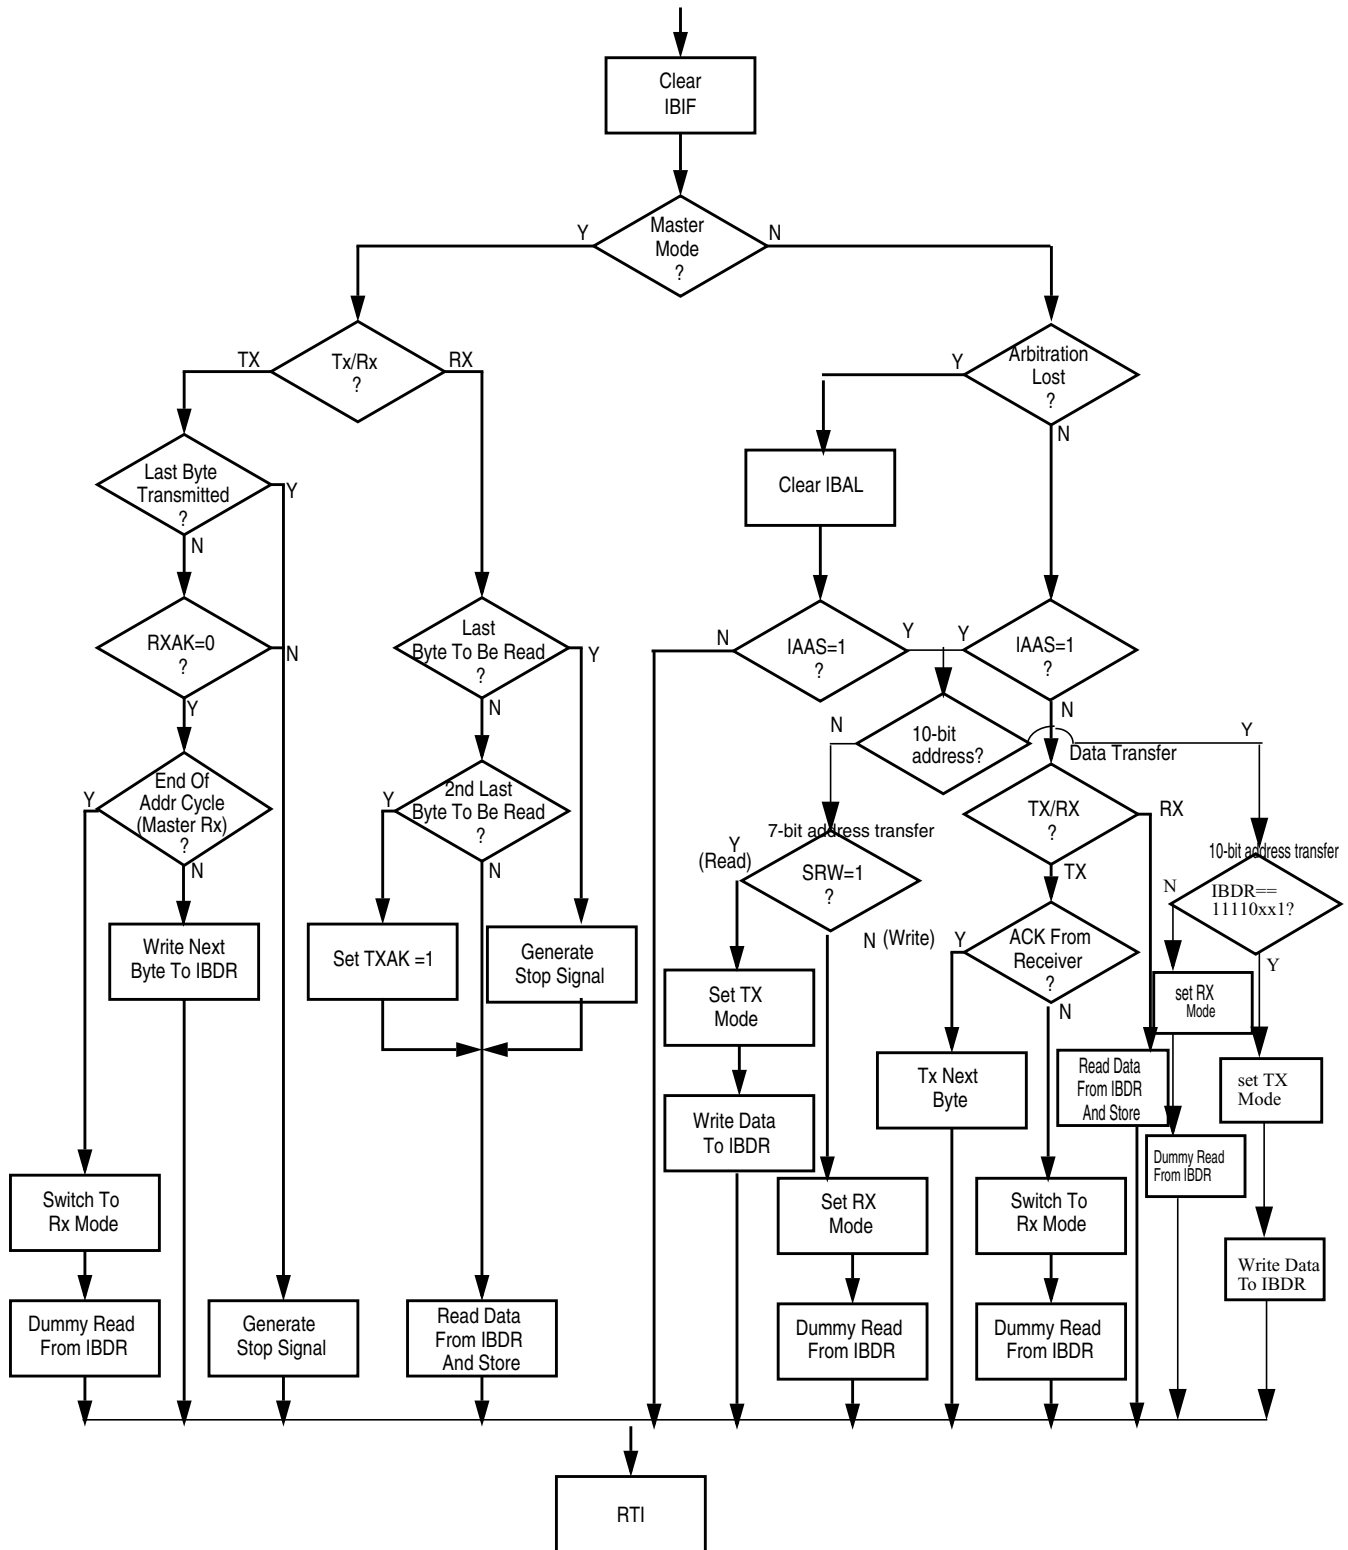 Clear
IBIF
Master
Mode
?
Y
N
Tx/Rx
?
TX
RX
Arbitration
Lost
?
Y
N
Last Byte
Transmitted
?
Y
N
Clear IBAL
RXAK=0
?
N
Y
Last
Byte To Be Read
?
Y
N
IAAS=1
?
N
Y
IAAS=1
?
Y
N
10-bit
address?
N
Y
Data Transfer
End Of
Addr Cycle
(Master Rx)
?
Y
N
2nd Last
Byte To Be Read
?
Y
N
TX/RX
?
RX
TX
7-bit address transfer
SRW=1
?
Y
(Read)
N (Write)
10-bit address transfer
IBDR==
11110xx1?
N
Y
Write Next
Byte To IBDR
Set TXAK =1
Generate
Stop Signal
ACK From
Receiver
?
Y
N
Set TX
Mode
set RX
Mode
Tx Next
Byte
Read Data
From IBDR
And Store
set TX
Mode
Write Data
To IBDR
Dummy Read
From IBDR
Switch To
Rx Mode
Set RX
Mode
Switch To
Rx Mode
Write Data
To IBDR
Dummy Read
From IBDR
Generate
Stop Signal
Read Data
From IBDR
And Store
Dummy Read
From IBDR
Dummy Read
From IBDR
RTI